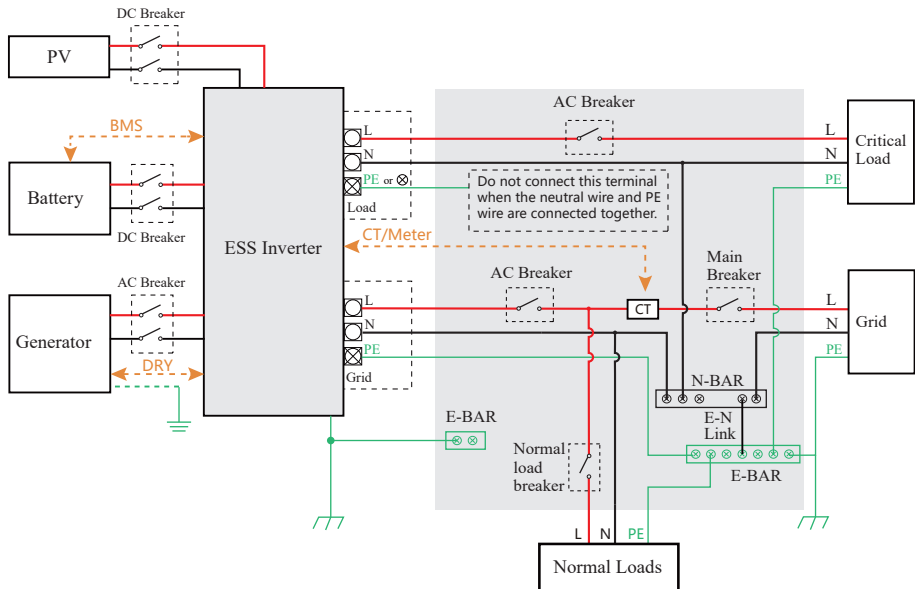 DC Breaker
PV
BMS
Battery
DC Breaker
AC Breaker
Generator
DRY
ESS Inverter
L
N
PE or
Load
CT/Meter
L
N
PE
Grid
E-BAR
AC Breaker
Do not connect this terminal
when the neutral wire and PE
wire are connected together.
AC Breaker
CT
Main
Breaker
N-BAR
E-N
Link
E-BAR
Normal
load
breaker
L
N
PE
Critical
Load
L
N
PE
Grid
L
N
PE
Normal Loads